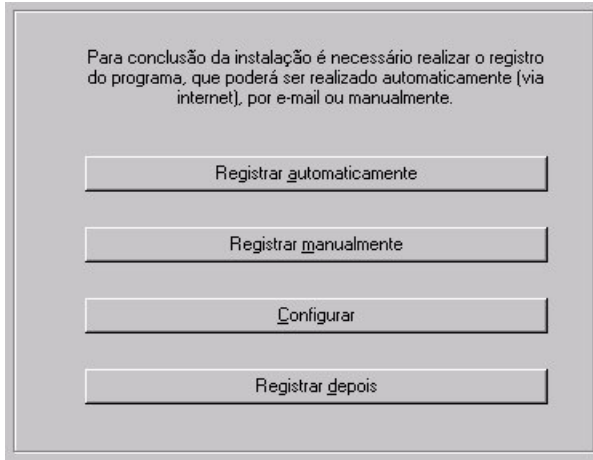 Para conclusão da instalação é necessário realizar o registro
do programa, que poderá ser realizado automaticamente (via
internet), por e-mail ou manualmente.
Registrar automaticamente
Registrar manualmente
Configurar
Registrar depois